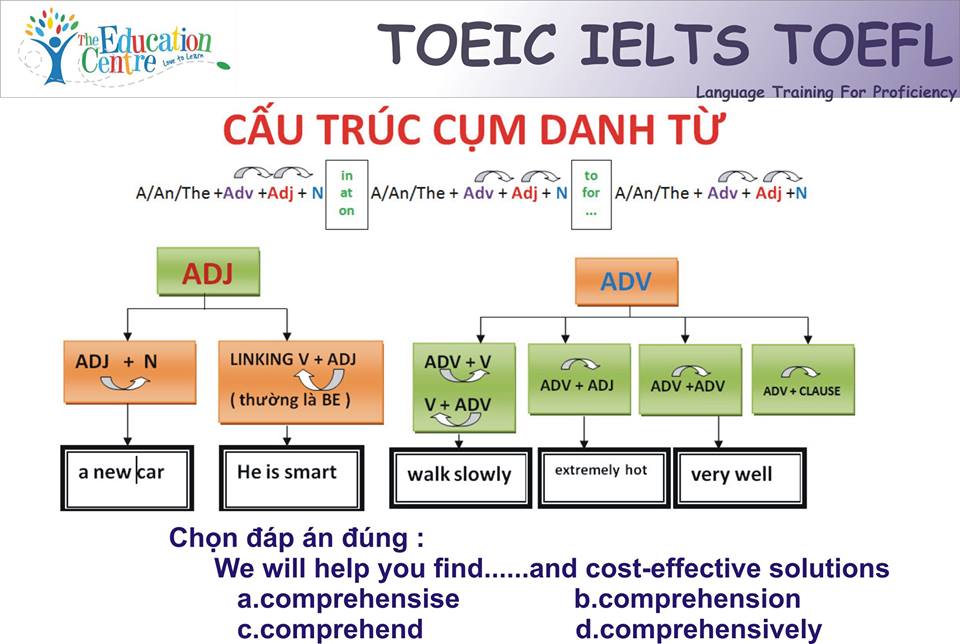 The Education Centre
Love to Learn
TOEIC IELTS TOEFL
Language Training For Proficiency
CẤU TRÚC CỤM DANH TỪ
A/An/The +Adv +Adj + N
in
at
on
A/An/The + Adv + Adj + N
to
for
...
A/An/The + Adv + Adj +N
ADJ
ADV
ADJ + N
LINKING V + ADJ
( thường là BE )
ADV + V
V + ADV
ADV + ADJ
ADV +ADV
ADV + CLAUSE
a new car
He is smart
walk slowly
extremely hot
very well
Chọn đáp án đúng :
We will help you find......and cost-effective solutions
a.comprehensise b.comprehension
c.comprehend d.comprehensively